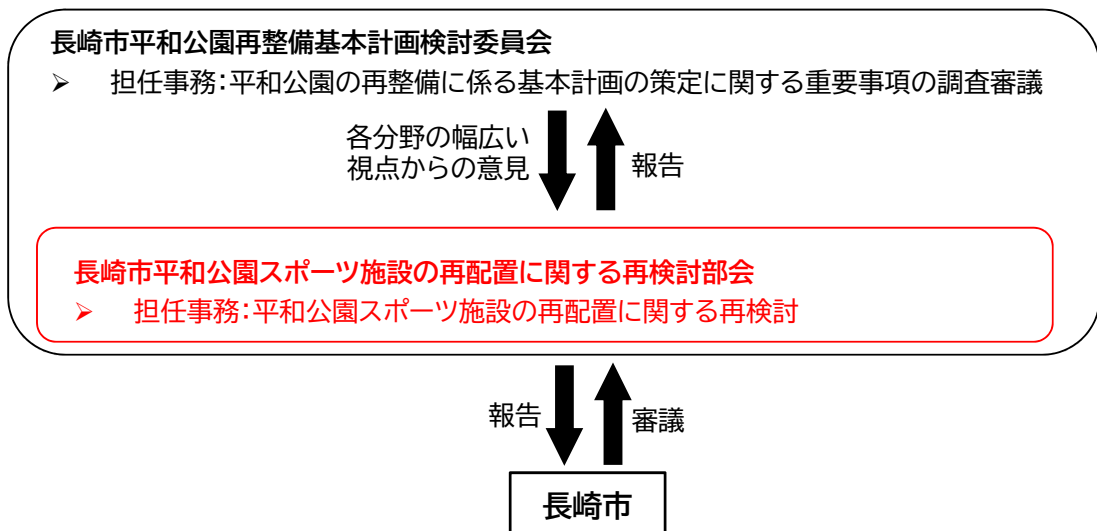 長崎市平和公園再整備基本計画検討委員会
➢ 担任事務:平和公園の再整備に係る基本計画の策定に関する重要事項の調査審議
各分野の幅広い
視点からの意見
報告
長崎市平和公園スポーツ施設の再配置に関する再検討部会
➢ 担任事務:平和公園スポーツ施設の再配置に関する再検討
報告
審議
長崎市